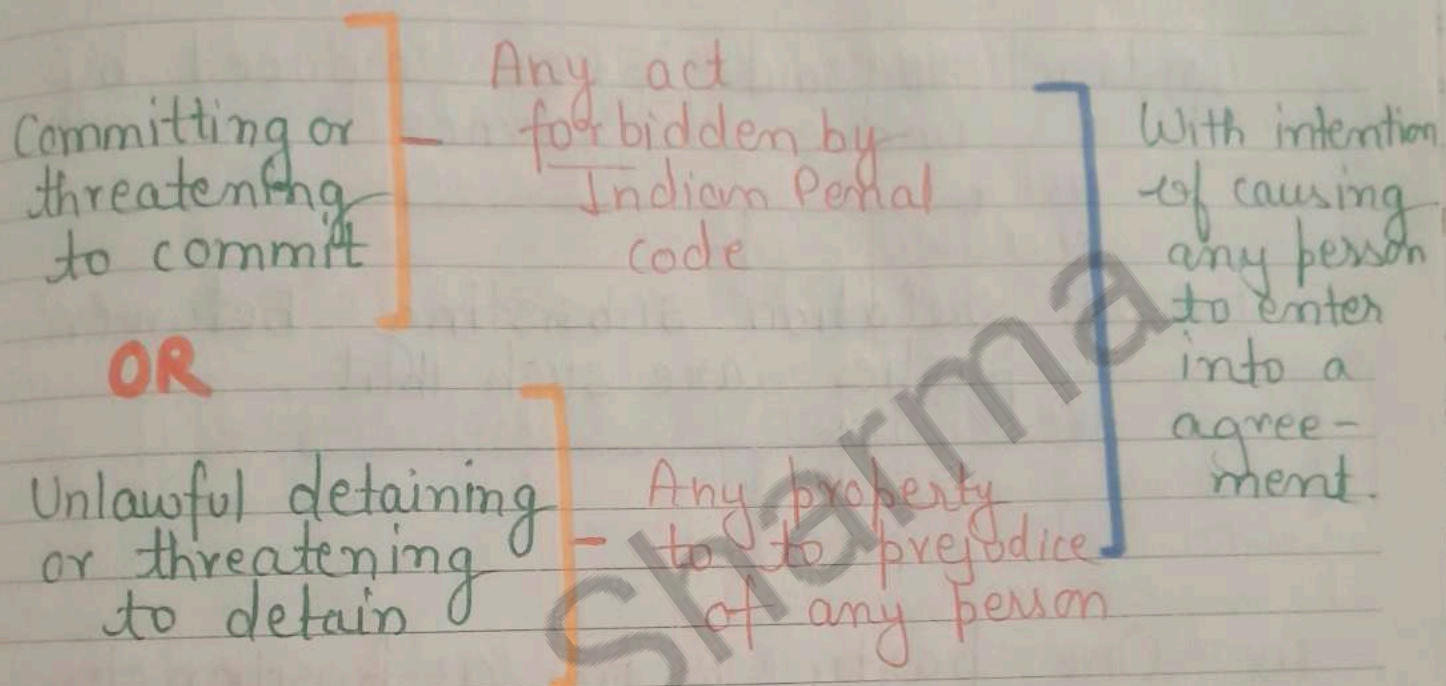 Committing or
threatening
to commit
Any act
forbidden by
Indian Penal
code
OR
Unlawful detaining
or threatening
to detain
Any property
to to prejudice
of any person
With intention
of causing
any person
to enter
into a
agree-
ment.
Sharma